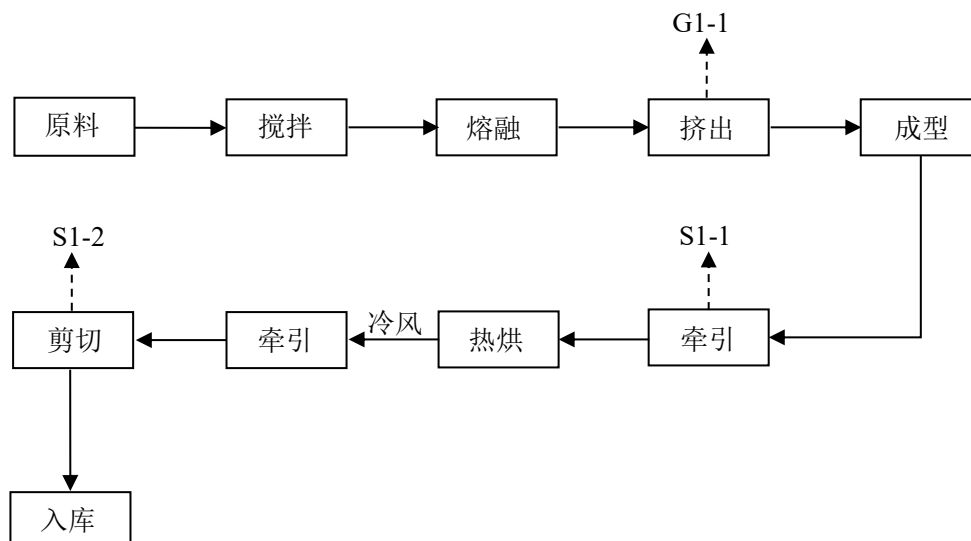 G1-1
原料
搅拌
熔融
挤出
成型
S1-2
S1-1
剪切
牵引
冷风
热烘
牵引
入库